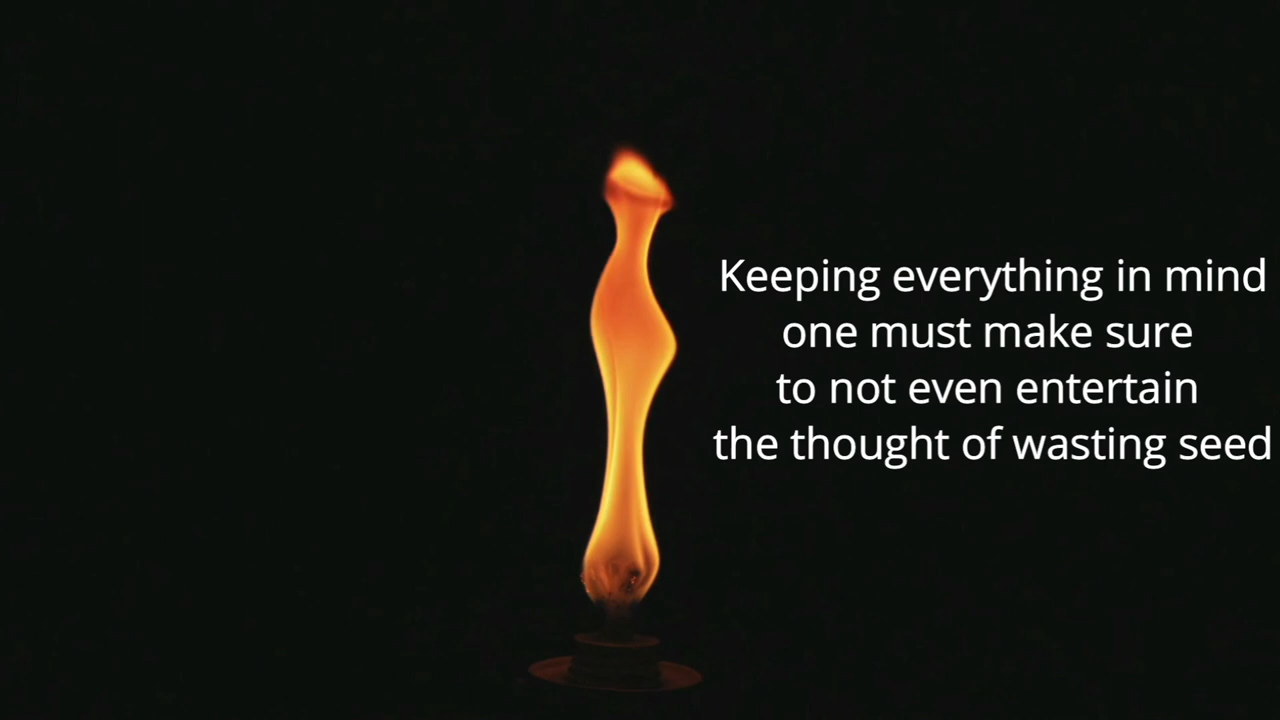 Keeping everything in mind
one must make sure
to not even entertain
the thought of wasting seed